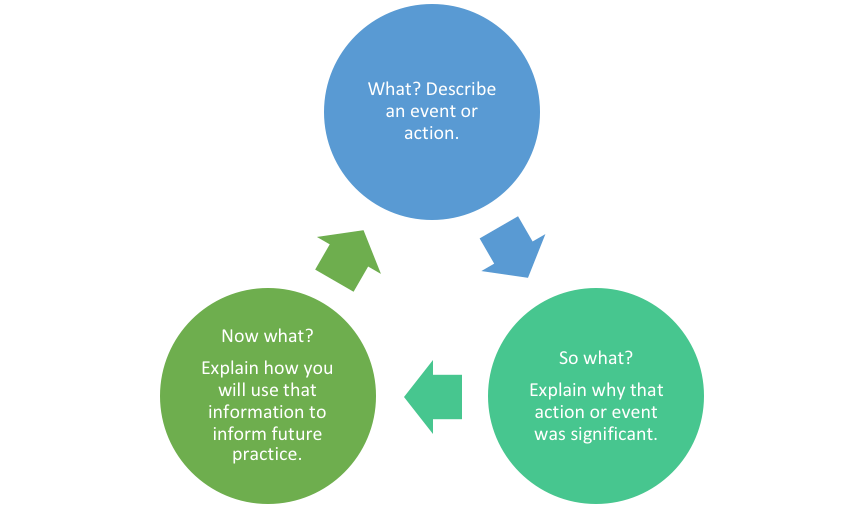 What? Describe
an event or
action.
So what?
Explain why that
action or event
was significant.
Now what?
Explain how you
will use that
information to
inform future
practice.